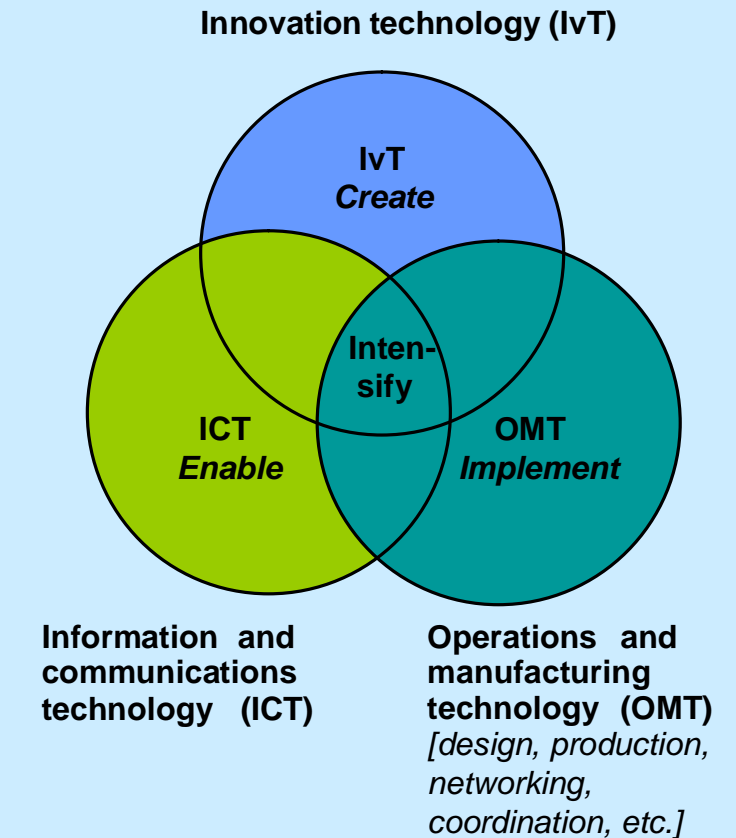 Innovation technology (IvT)
IvT
Create
Inten-
sify
ICT
Enable
OMT
Implement
Information and
communications
technology (ICT)
Operations and
manufacturing
technology (OMT)
[design, production,
networking,
coordination, etc.]